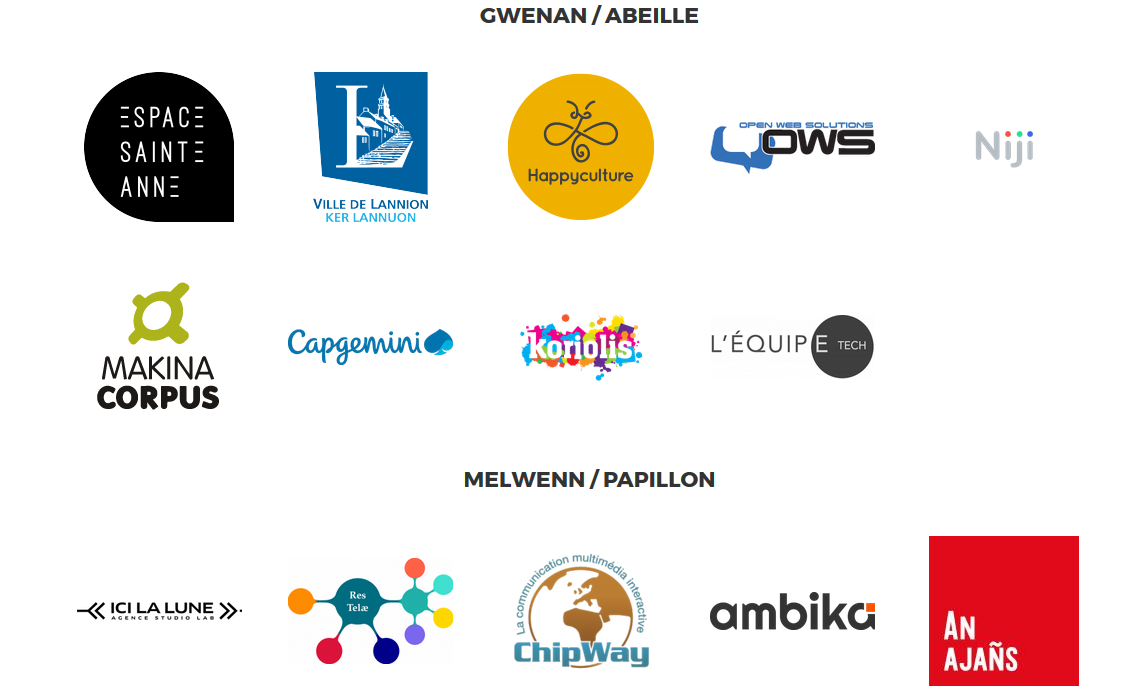 GWENAN / ABEILLE
ESPACE
SAINTE
ANNE
VILLE DE LANNION
KER LANNUON
Happyculture
OPEN WEB SOLUTIONS
OWS
Niji
MAKINA
CORPUS
Capgemini
koriolis
L'ÉQUIPE TECH
MELWENN / PAPILLON
ICI LA LUNE
AGENCE STUDIO LAB
Res
Telæ
La communication multimédia interactive
ChipWay
ambika
AN
AJAÑS